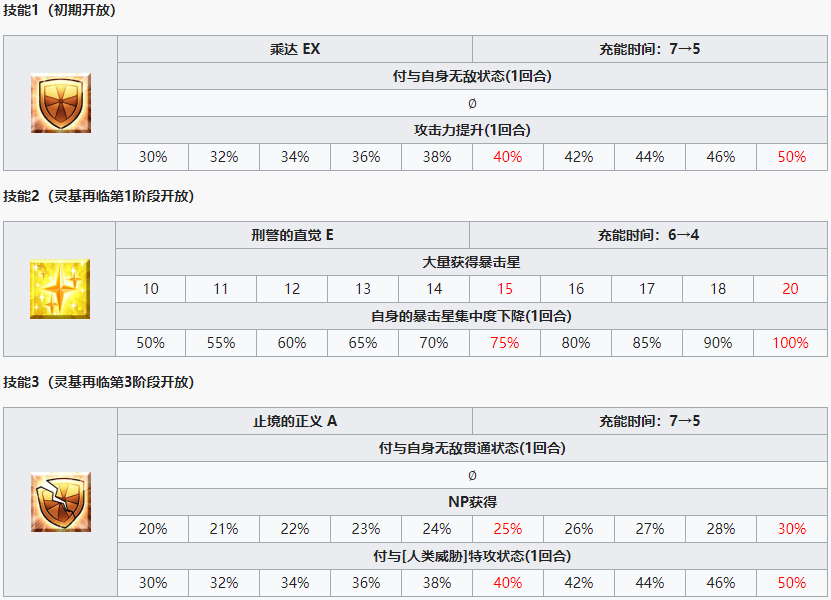 技能1（初期开放）
乘达 EX 充能时间：7→5
付与自身无敌状态(1回合)
∅
攻击力提升(1回合)
30% 32% 34% 36% 38% 40% 42% 44% 46% 50%
技能2（灵基再临第1阶段开放）
刑警的直觉 E 充能时间：6→4
大量获得暴击星
10 11 12 13 14 15 16 17 18 20
自身的暴击星集中度下降(1回合)
50% 55% 60% 65% 70% 75% 80% 85% 90% 100%
技能3（灵基再临第3阶段开放）
止境的正义 A 充能时间：7→5
付与自身无敌贯通状态(1回合)
∅
NP获得
20% 21% 22% 23% 24% 25% 26% 27% 28% 30%
付与[人类威胁]特攻状态(1回合)
30% 32% 34% 36% 38% 40% 42% 44% 46% 50%